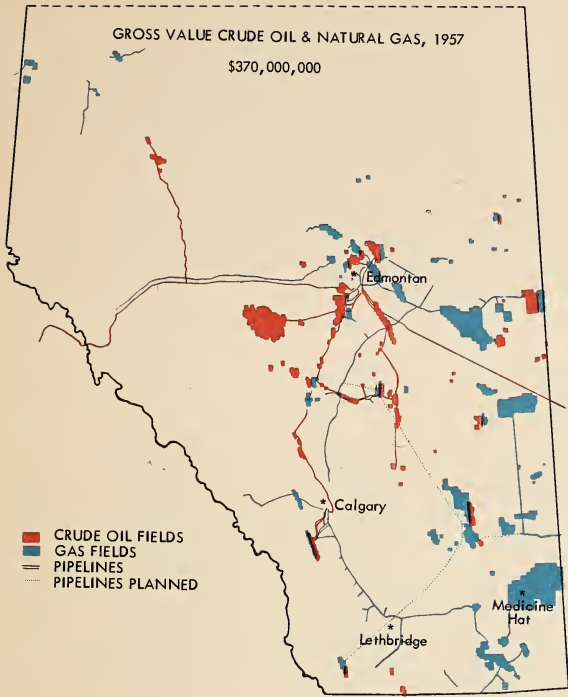 GROSS VALUE CRUDE OIL & NATURAL GAS, 1957
$370,000,000
* Edmontan
* Calgary
CRUDE OIL FIELDS
GAS FIELDS
PIPELINES
PIPELINES PLANNED
*
Medicine
Hat
*
Lethbridge